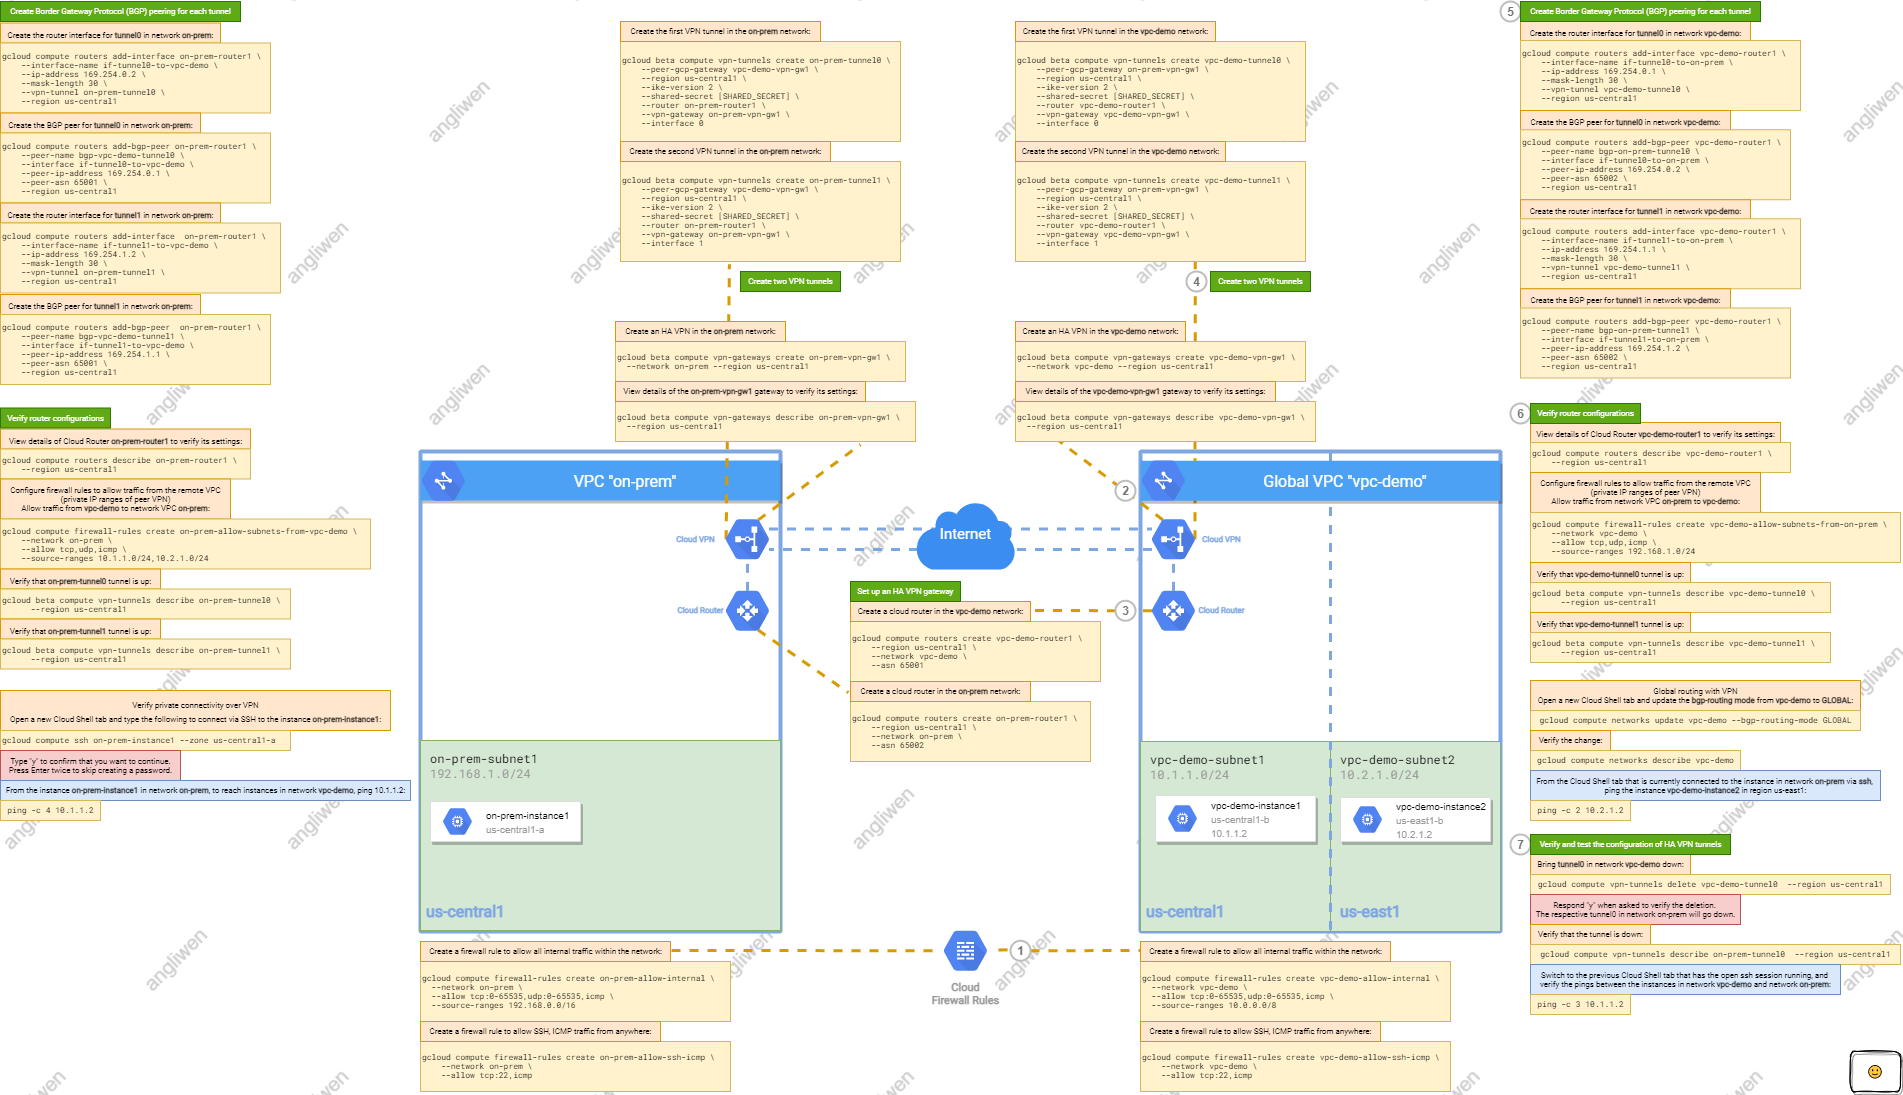 Create Border Gateway Protocol (BGP) peering for each tunnel
Create the router interface for tunnel0 in network on-prem:
gcloud compute routers add-interface on-prem-router1 \
--interface-name if-tunnel0-to-vpc-demo \
--ip-address 169.254.0.2 \
--mask-length 30 \
--vpn-tunnel on-prem-tunnel0 \
--region us-central1
Create the BGP peer for tunnel0 in network on-prem:
gcloud compute routers add-bgp-peer on-prem-router1 \
--peer-name bgp-vpc-demo-tunnel0 \
--interface if-tunnel0-to-vpc-demo \
--peer-ip-address 169.254.0.1 \
--peer-asn 65001 \
--region us-central1
Create the router interface for tunnel1 in network on-prem:
gcloud compute routers add-interface  on-prem-router1 \
--interface-name if-tunnel1-to-vpc-demo \
--ip-address 169.254.1.2 \
--mask-length 30 \
--vpn-tunnel on-prem-tunnel1 \
--region us-central1
Create the BGP peer for tunnel1 in network on-prem:
gcloud compute routers add-bgp-peer  on-prem-router1 \
--peer-name bgp-vpc-demo-tunnel1 \
--interface if-tunnel1-to-vpc-demo \
--peer-ip-address 169.254.1.1 \
--peer-asn 65001 \
--region us-central1
Verify router configurations
View details of Cloud Router on-prem-router1 to verify its settings:
gcloud compute routers describe on-prem-router1 \
--region us-central1
Configure firewall rules to allow traffic from the remote VPC
(private IP ranges of peer VPN)
Allow traffic from vpc-demo to network VPC on-prem:
gcloud compute firewall-rules create on-prem-allow-subnets-from-vpc-demo \
--network on-prem \
--allow tcp,udp,icmp \
--source-ranges 10.1.1.0/24,10.2.1.0/24
Verify that on-prem-tunnel0 tunnel is up:
gcloud beta compute vpn-tunnels describe on-prem-tunnel0 \
--region us-central1
Verify that on-prem-tunnel1 tunnel is up:
gcloud beta compute vpn-tunnels describe on-prem-tunnel1 \
--region us-central1
Verify private connectivity over VPN
Open a new Cloud Shell tab and type the following to connect via SSH to the instance on-prem-instance1:
gcloud compute ssh on-prem-instance1 --zone us-central1-a
Type "y" to confirm that you want to continue.
Press Enter twice to skip creating a password.
From the instance on-prem-instance1 in network on-prem, to reach instances in network vpc-demo, ping 10.1.1.2:
ping -c 4 10.1.1.2
Create the first VPN tunnel in the on-prem network:
gcloud beta compute vpn-tunnels create on-prem-tunnel0 \
--peer-gcp-gateway vpc-demo-vpn-gw1 \
--region us-central1 \
--ike-version 2 \
--shared-secret [SHARED_SECRET] \
--router on-prem-router1 \
--vpn-gateway on-prem-vpn-gw1 \
--interface 0
Create the second VPN tunnel in the on-prem network:
gcloud beta compute vpn-tunnels create on-prem-tunnel1 \
--peer-gcp-gateway vpc-demo-vpn-gw1 \
--region us-central1 \
--ike-version 2 \
--shared-secret [SHARED_SECRET] \
--router on-prem-router1 \
--vpn-gateway on-prem-vpn-gw1 \
--interface 1
Create two VPN tunnels
Create an HA VPN in the on-prem network:
gcloud beta compute vpn-gateways create on-prem-vpn-gw1 \
--network on-prem --region us-central1
View details of the on-prem-vpn-gw1 gateway to verify its settings:
gcloud beta compute vpn-gateways describe on-prem-vpn-gw1 \
--region us-central1
Create the first VPN tunnel in the vpc-demo network:
gcloud beta compute vpn-tunnels create vpc-demo-tunnel0 \
--peer-gcp-gateway on-prem-vpn-gw1 \
--region us-central1 \
--ike-version 2 \
--shared-secret [SHARED_SECRET] \
--router vpc-demo-router1 \
--vpn-gateway vpc-demo-vpn-gw1 \
--interface 0
Create the second VPN tunnel in the vpc-demo network:
gcloud beta compute vpn-tunnels create vpc-demo-tunnel1 \
--peer-gcp-gateway on-prem-vpn-gw1 \
--region us-central1 \
--ike-version 2 \
--shared-secret [SHARED_SECRET] \
--router vpc-demo-router1 \
--vpn-gateway vpc-demo-vpn-gw1 \
--interface 1
4
Create two VPN tunnels
Create an HA VPN in the vpc-demo network:
gcloud beta compute vpn-gateways create vpc-demo-vpn-gw1 \
--network vpc-demo --region us-central1
View details of the vpc-demo-vpn-gw1 gateway to verify its settings:
gcloud beta compute vpn-gateways describe vpc-demo-vpn-gw1 \
--region us-central1
VPC "on-prem"
2
Global VPC "vpc-demo"
Cloud VPN
Internet
Cloud VPN
Cloud Router
Set up an HA VPN gateway
Create a cloud router in the vpc-demo network:
3
Cloud Router
gcloud compute routers create vpc-demo-router1 \
--region us-central1 \
--network vpc-demo \
--asn 65001
Create a cloud router in the on-prem network:
gcloud compute routers create on-prem-router1 \
--region us-central1 \
--network on-prem \
--asn 65002
on-prem-subnet1
192.168.1.0/24
on-prem-instance1
us-central1-a
us-central1
vpc-demo-subnet1
10.1.1.0/24
vpc-demo-instance1
us-central1-b
10.1.1.2
us-central1
vpc-demo-subnet2
10.2.1.0/24
vpc-demo-instance2
us-east1-b
10.2.1.2
us-east1
Create a firewall rule to allow all internal traffic within the network:
gcloud compute firewall-rules create on-prem-allow-internal \
--network on-prem \
--allow tcp:0-65535,udp:0-65535,icmp \
--source-ranges 192.168.0.0/16
Create a firewall rule to allow SSH, ICMP traffic from anywhere:
gcloud compute firewall-rules create on-prem-allow-ssh-icmp \
--network on-prem \
--allow tcp:22,icmp
1
Cloud
Firewall Rules
Create a firewall rule to allow all internal traffic within the network:
gcloud compute firewall-rules create vpc-demo-allow-internal \
--network vpc-demo \
--allow tcp:0-65535,udp:0-65535,icmp \
--source-ranges 10.0.0.0/8
Create a firewall rule to allow SSH, ICMP traffic from anywhere:
gcloud compute firewall-rules create vpc-demo-allow-ssh-icmp \
--network vpc-demo \
--allow tcp:22,icmp
5
Create Border Gateway Protocol (BGP) peering for each tunnel
Create the router interface for tunnel0 in network vpc-demo:
gcloud compute routers add-interface vpc-demo-router1 \
--interface-name if-tunnel0-to-on-prem \
--ip-address 169.254.0.1 \
--mask-length 30 \
--vpn-tunnel vpc-demo-tunnel0 \
--region us-central1
Create the BGP peer for tunnel0 in network vpc-demo:
gcloud compute routers add-bgp-peer vpc-demo-router1 \
--peer-name bgp-on-prem-tunnel0 \
--interface if-tunnel0-to-on-prem \
--peer-ip-address 169.254.0.2 \
--peer-asn 65002 \
--region us-central1
Create the router interface for tunnel1 in network vpc-demo:
gcloud compute routers add-interface vpc-demo-router1 \
--interface-name if-tunnel1-to-on-prem \
--ip-address 169.254.1.1 \
--mask-length 30 \
--vpn-tunnel vpc-demo-tunnel1 \
--region us-central1
Create the BGP peer for tunnel1 in network vpc-demo:
gcloud compute routers add-bgp-peer vpc-demo-router1 \
--peer-name bgp-on-prem-tunnel1 \
--interface if-tunnel1-to-on-prem \
--peer-ip-address 169.254.1.2 \
--peer-asn 65002 \
--region us-central1
6
Verify router configurations
View details of Cloud Router vpc-demo-router1 to verify its settings:
gcloud compute routers describe vpc-demo-router1 \
--region us-central1
Configure firewall rules to allow traffic from the remote VPC
(private IP ranges of peer VPN)
Allow traffic from network VPC on-prem to vpc-demo:
gcloud compute firewall-rules create vpc-demo-allow-subnets-from-on-prem \
--network vpc-demo \
--allow tcp,udp,icmp \
--source-ranges 192.168.1.0/24
Verify that vpc-demo-tunnel0 tunnel is up:
gcloud beta compute vpn-tunnels describe vpc-demo-tunnel0 \
--region us-central1
Verify that vpc-demo-tunnel1 tunnel is up:
gcloud beta compute vpn-tunnels describe vpc-demo-tunnel1 \
--region us-central1
Global routing with VPN
Open a new Cloud Shell tab and update the bgp-routing mode from vpc-demo to GLOBAL:
gcloud compute networks update vpc-demo --bgp-routing-mode GLOBAL
Verify the change:
gcloud compute networks describe vpc-demo
From the Cloud Shell tab that is currently connected to the instance in network on-prem via ssh,
ping the instance vpc-demo-instance2 in region us-east1:
ping -c 2 10.2.1.2
7
Verify and test the configuration of HA VPN tunnels
Bring tunnel0 in network vpc-demo down:
gcloud compute vpn-tunnels delete vpc-demo-tunnel0  --region us-central1
Respond "y" when asked to verify the deletion.
The respective tunnel0 in network on-prem will go down.
Verify that the tunnel is down:
gcloud compute vpn-tunnels describe on-prem-tunnel0  --region us-central1
Switch to the previous Cloud Shell tab that has the open ssh session running, and
verify the pings between the instances in network vpc-demo and network on-prem:
ping -c 3 10.1.1.2
angliwen